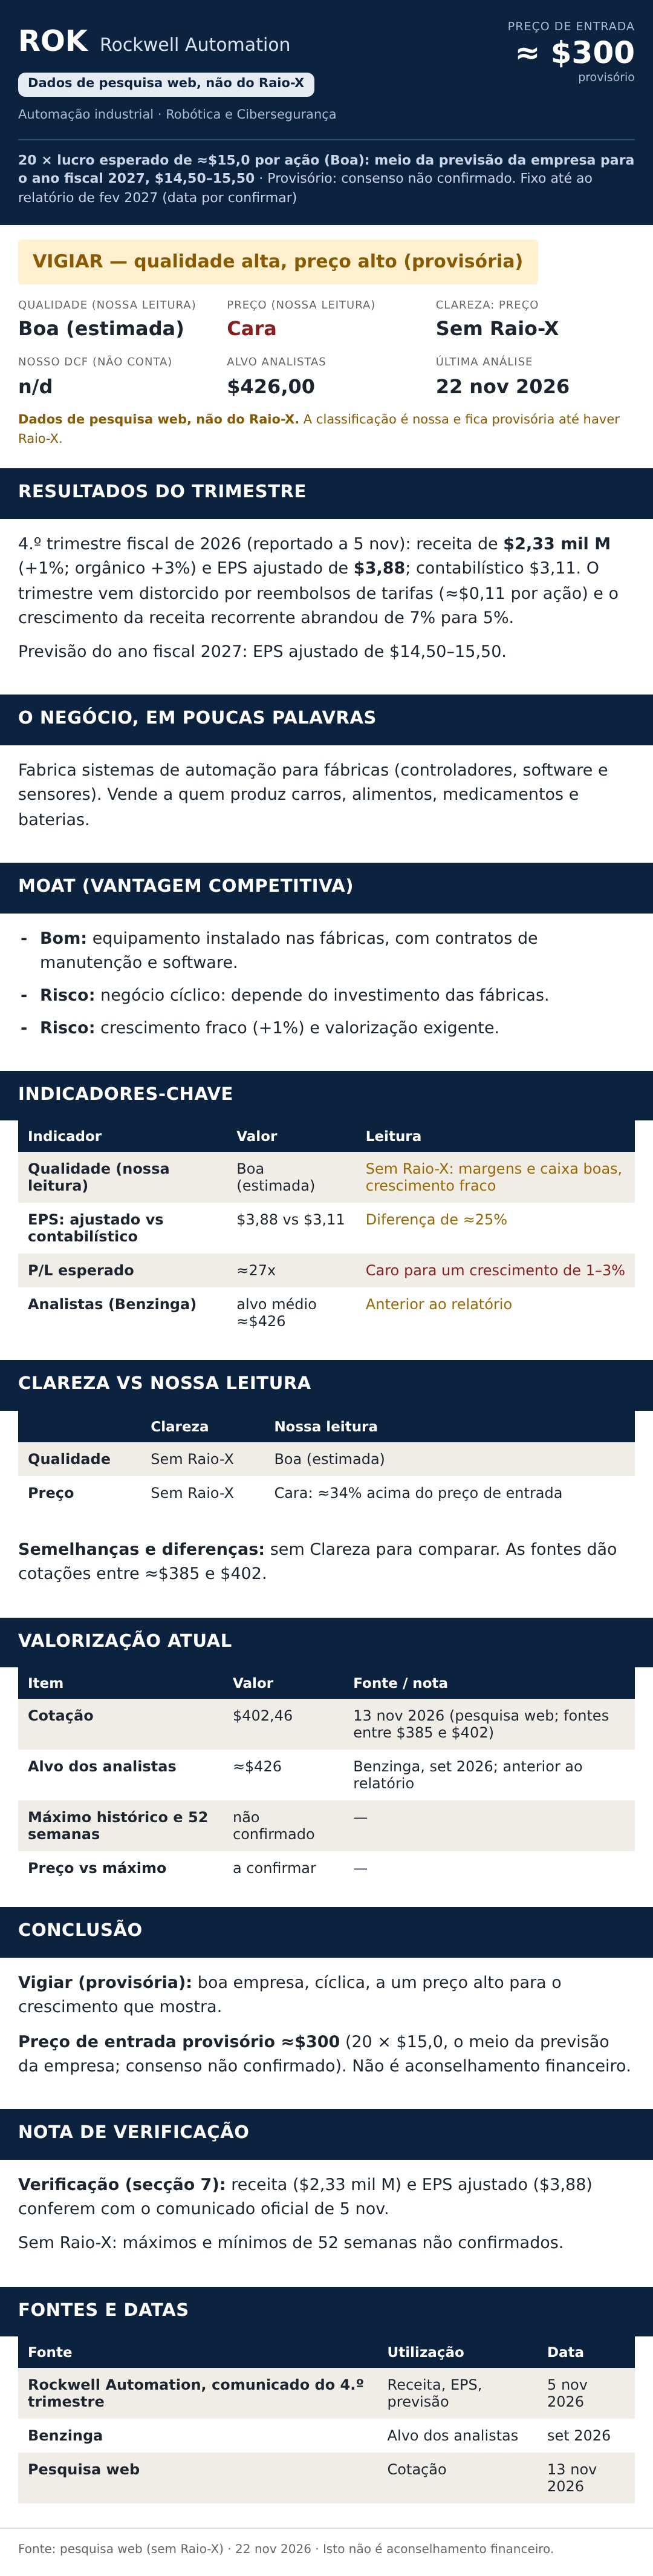 ROK Rockwell Automation
PREÇO DE ENTRADA
≈ $300
provisório
Dados de pesquisa web, não do Raio-X
Automação industrial · Robótica e Cibersegurança
20 × lucro esperado de ≈$15,0 por ação (Boa): meio da previsão da empresa para
o ano fiscal 2027, $14,50–15,50 · Provisório: consenso não confirmado. Fixo até ao
relatório de fev 2027 (data por confirmar)
VIGIAR — qualidade alta, preço alto (provisória)
QUALIDADE (NOSSA LEITURA) PREÇO (NOSSA LEITURA) CLAREZA: PREÇO
Boa (estimada) Cara Sem Raio-X
NOSSO DCF (NÃO CONTA) ALVO ANALISTAS ÚLTIMA ANÁLISE
n/d $426,00 22 nov 2026
Dados de pesquisa web, não do Raio-X. A classificação é nossa e fica provisória até haver
Raio-X.
RESULTADOS DO TRIMESTRE
4.º trimestre fiscal de 2026 (reportado a 5 nov): receita de $2,33 mil M
(+1%; orgânico +3%) e EPS ajustado de $3,88; contabilístico $3,11. O
trimestre vem distorcido por reembolsos de tarifas (≈$0,11 por ação) e o
crescimento da receita recorrente abrandou de 7% para 5%.
Previsão do ano fiscal 2027: EPS ajustado de $14,50–15,50.
O NEGÓCIO, EM POUCAS PALAVRAS
Fabrica sistemas de automação para fábricas (controladores, software e
sensores). Vende a quem produz carros, alimentos, medicamentos e
baterias.
MOAT (VANTAGEM COMPETITIVA)
- Bom: equipamento instalado nas fábricas, com contratos de
manutenção e software.
- Risco: negócio cíclico: depende do investimento das fábricas.
- Risco: crescimento fraco (+1%) e valorização exigente.
INDICADORES-CHAVE
Indicador Valor Leitura
Qualidade (nossa Boa Sem Raio-X: margens e caixa boas,
leitura) (estimada) crescimento fraco
EPS: ajustado vs $3,88 vs $3,11 Diferença de ≈25%
contabilístico
P/L esperado ≈27x Caro para um crescimento de 1–3%
Analistas (Benzinga) alvo médio Anterior ao relatório
≈$426
CLAREZA VS NOSSA LEITURA
Clareza Nossa leitura
Qualidade Sem Raio-X Boa (estimada)
Preço Sem Raio-X Cara: ≈34% acima do preço de entrada
Semelhanças e diferenças: sem Clareza para comparar. As fontes dão
cotações entre ≈$385 e $402.
VALORIZAÇÃO ATUAL
Item Valor Fonte / nota
Cotação $402,46 13 nov 2026 (pesquisa web; fontes
entre $385 e $402)
Alvo dos analistas ≈$426 Benzinga, set 2026; anterior ao
relatório
Máximo histórico e 52 não —
semanas confirmado
Preço vs máximo a confirmar —
CONCLUSÃO
Vigiar (provisória): boa empresa, cíclica, a um preço alto para o
crescimento que mostra.
Preço de entrada provisório ≈$300 (20 × $15,0, o meio da previsão
da empresa; consenso não confirmado). Não é aconselhamento financeiro.
NOTA DE VERIFICAÇÃO
Verificação (secção 7): receita ($2,33 mil M) e EPS ajustado ($3,88)
conferem com o comunicado oficial de 5 nov.
Sem Raio-X: máximos e mínimos de 52 semanas não confirmados.
FONTES E DATAS
Fonte Utilização Data
Rockwell Automation, comunicado do 4.º Receita, EPS, 5 nov
trimestre previsão 2026
Benzinga Alvo dos analistas set 2026
Pesquisa web Cotação 13 nov
2026
Fonte: pesquisa web (sem Raio-X) · 22 nov 2026 · Isto não é aconselhamento financeiro.